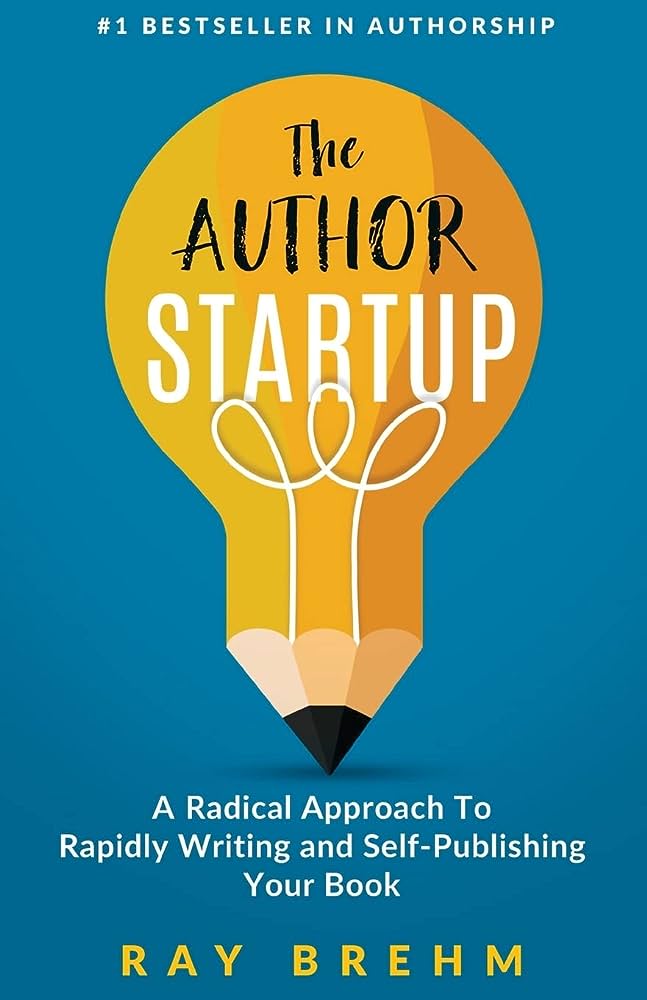 #1 BESTSELLER IN AUTHORSHIP
The
AUTHOR
STARTUP
A Radical Approach To
Rapidly Writing and Self-Publishing
Your Book
RAY BREHM